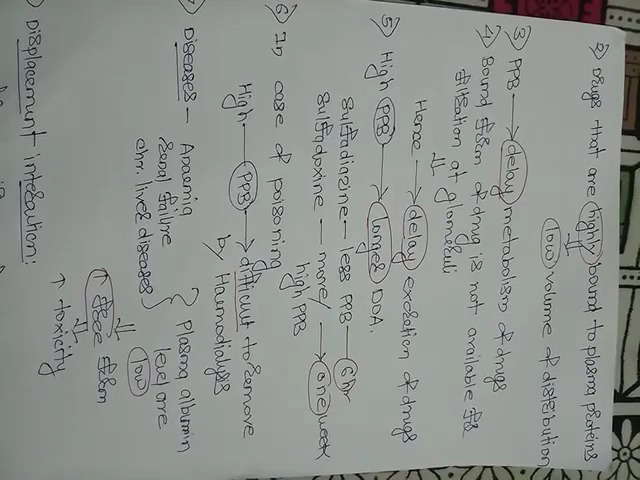 2) Drugs that are highly bound to plasma proteins
↓
low volume of distribution
3) PPB → delay metabolism of drugs
4) Bound form of drug is not available for
filtration at glomeruli
↓
Hence → delay excretion of drugs
5) High PPB → longer DOA.
Sulfadiazine — less PPB — 6hr
Sulfadoxine — more/ high PPB → one week
6) In case of poisoning
High — PPB → difficult to remove
by Haemodialysis
7) Diseases — Anaemia
Renal failure
chr. liver diseases
} Plasma albumin
level are
low
↓
↑ free form
↓
↑ toxicity
Displacement interaction: